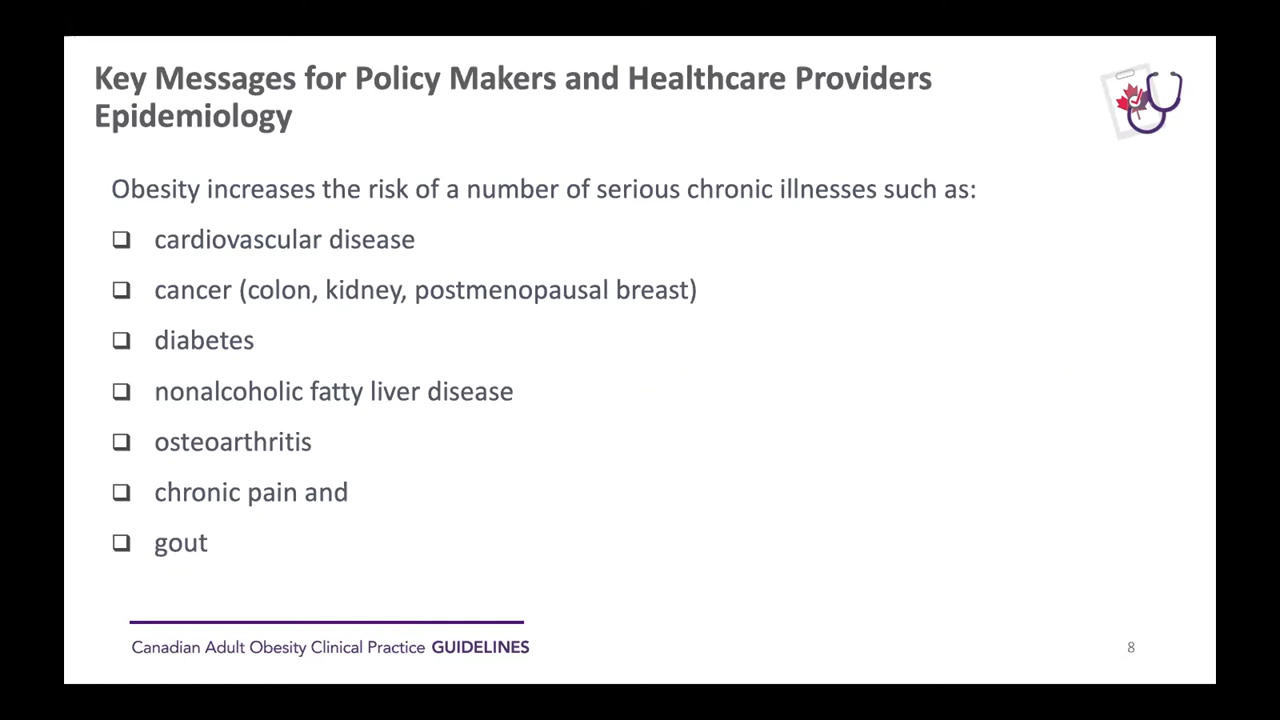 Key Messages for Policy Makers and Healthcare Providers
Epidemiology
Obesity increases the risk of a number of serious chronic illnesses such as:
cardiovascular disease
cancer (colon, kidney, postmenopausal breast)
diabetes
nonalcoholic fatty liver disease
osteoarthritis
chronic pain and
gout
Canadian Adult Obesity Clinical Practice GUIDELINES
8